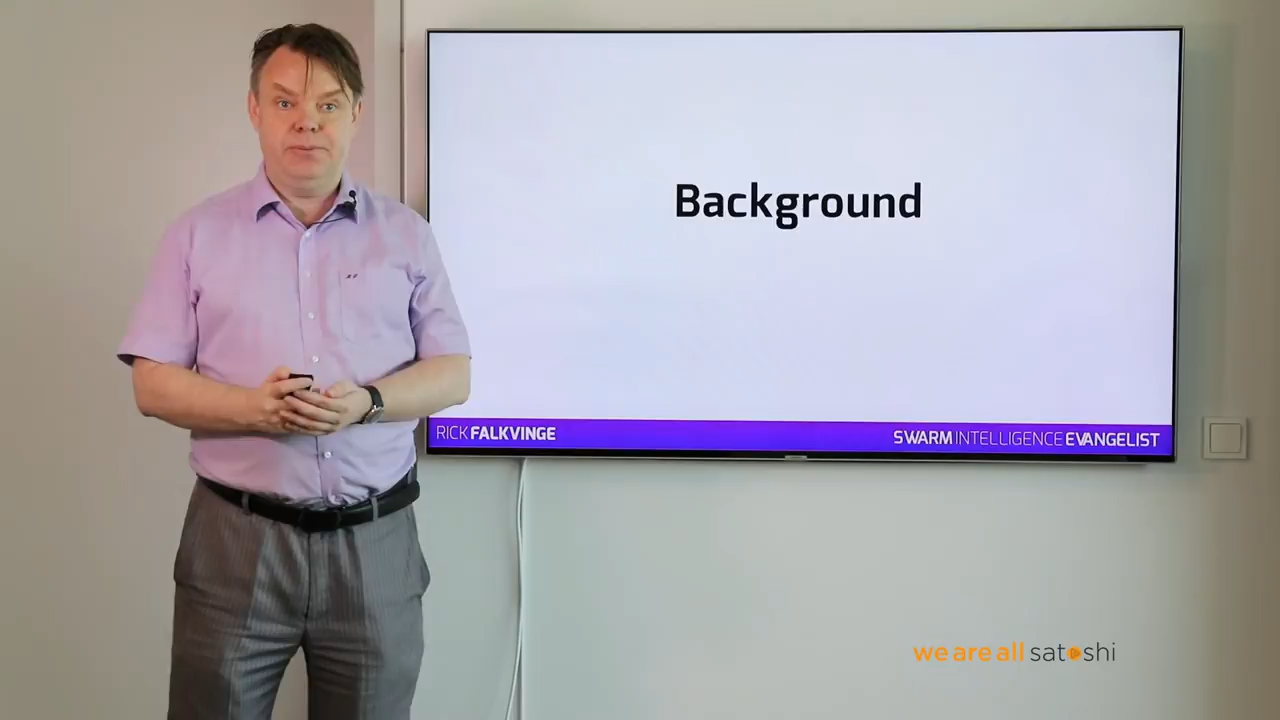 Background
RICK FALKVINGE
SWARM INTELLIGENCE EVANGELIST
we are all satoshi